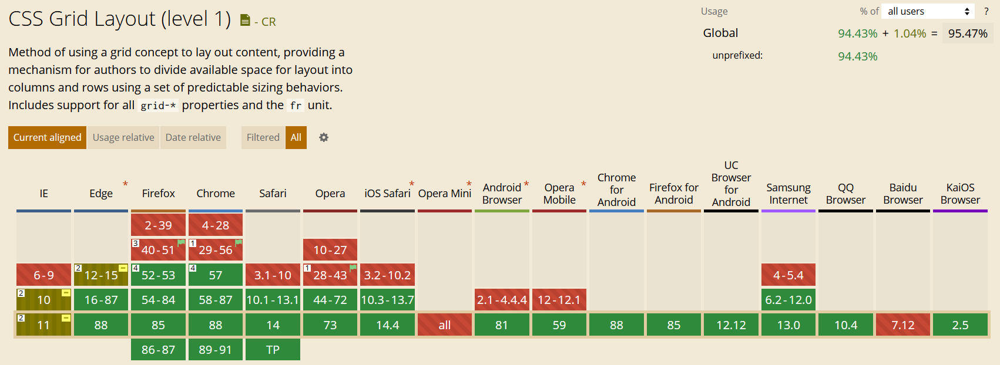 CSS Grid Layout (level 1) - CR
Usage % of all users ?
Global 94.43% + 1.04% = 95.47%
unprefixed: 94.43%
Method of using a grid concept to lay out content, providing a
mechanism for authors to divide available space for layout into
columns and rows using a set of predictable sizing behaviors.
Includes support for all grid-* properties and the fr unit.
Current aligned Usage relative Date relative Filtered All
IE Edge * Firefox Chrome Safari Opera iOS Safari * Opera Mini * Android Browser * Opera Mobile * Chrome for Android Firefox for Android UC Browser for Android Samsung Internet QQ Browser Baidu Browser KaiOS Browser
2-39 4-28
3 40-51 1 29-56 10-27
6-9 2 12-15 4 52-53 4 57 3.1-10 1 28-43 3.2-10.2 4-5.4
2 10 16-87 54-84 58-87 10.1-13.1 44-72 10.3-13.7 2.1-4.4.4 12-12.1 6.2-12.0
2 11 88 85 88 14 73 14.4 all 81 59 88 85 12.12 13.0 10.4 7.12 2.5
86-87 89-91 TP